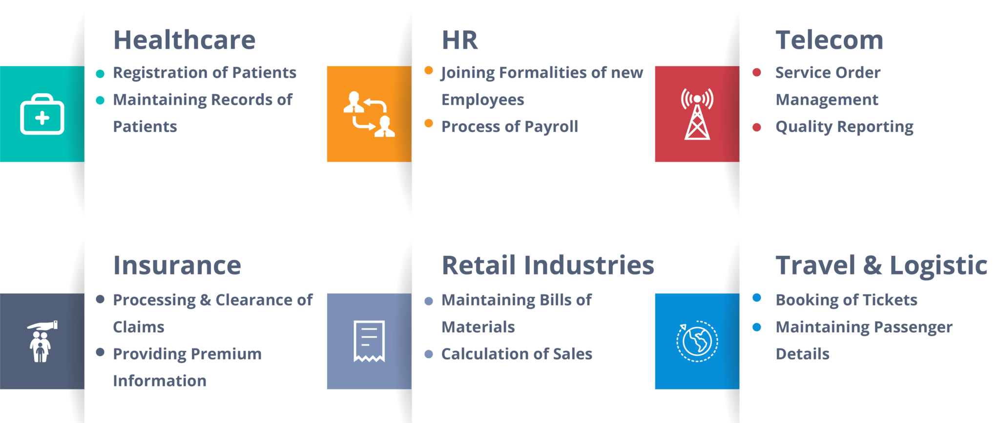 Healthcare
Registration of Patients
Maintaining Records of
Patients
HR
Joining Formalities of new
Employees
Process of Payroll
Telecom
Service Order
Management
Quality Reporting
Insurance
Processing & Clearance of
Claims
Providing Premium
Information
Retail Industries
Maintaining Bills of
Materials
Calculation of Sales
Travel & Logistic
Booking of Tickets
Maintaining Passenger
Details